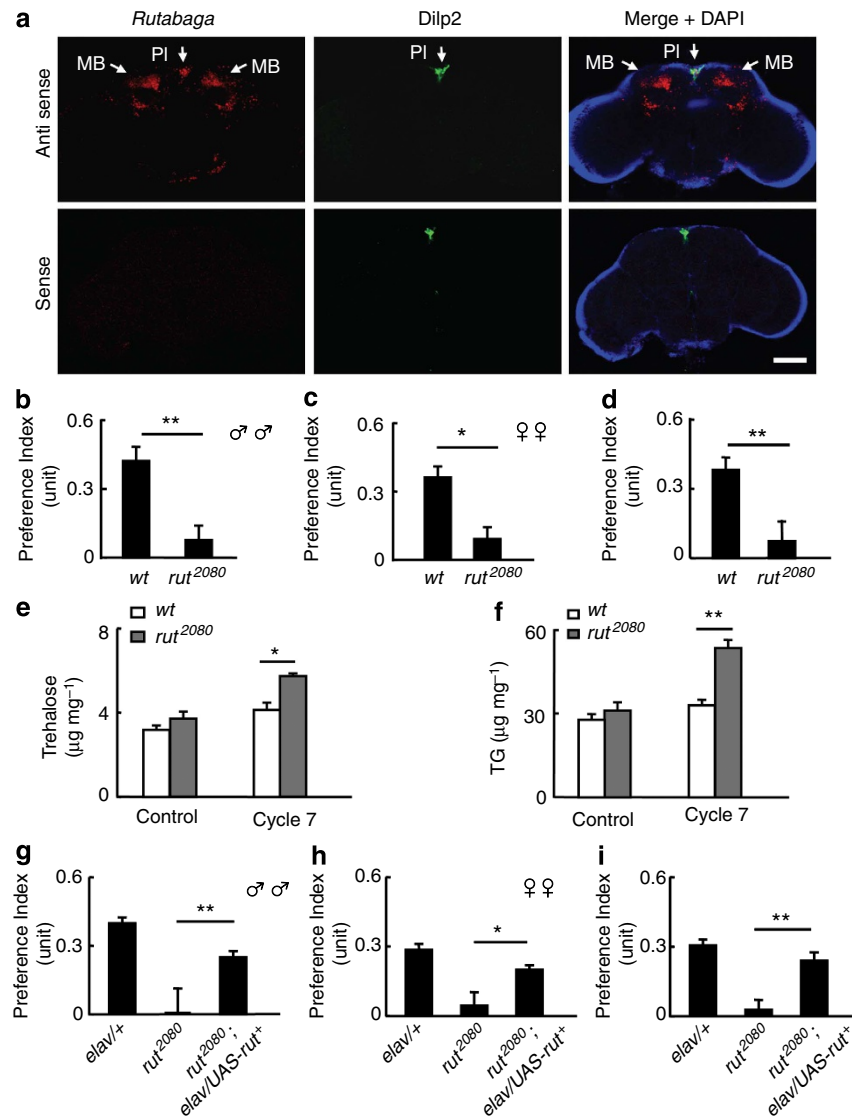 a
Rutabaga Dilp2 Merge + DAPI
Anti sense
MB PI MB
PI
MB PI MB
Sense
b
Preference Index (unit)
0.6
0.3
0
**
♂ ♂
wt rut2080
c
Preference Index (unit)
0.6
0.3
0
*
♀♀
wt rut2080
d
Preference Index (unit)
0.6
0.3
0
**
wt rut2080
e
wt
rut2080
Trehalose
(μg mg−1)
8
4
0
*
Control Cycle 7
f
wt
rut2080
TG (μg mg−1)
60
30
0
**
Control Cycle 7
g
Preference Index (unit)
0.6
0.3
0
**
♂ ♂
elav/+
rut2080
rut2080;
elav/UAS-rut+
h
Preference Index (unit)
0.6
0.3
0
*
♀♀
elav/+
rut2080
rut2080;
elav/UAS-rut+
i
Preference Index (unit)
0.6
0.3
0
**
elav/+
rut2080
rut2080;
elav/UAS-rut+